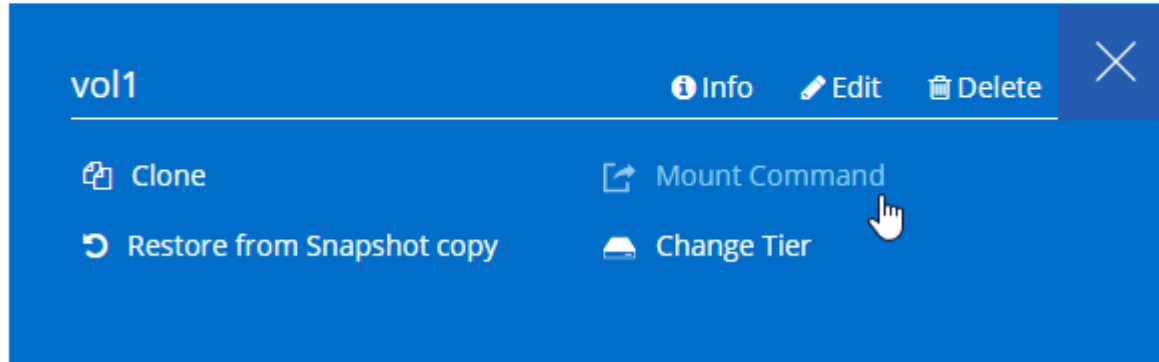 vol1 Info Edit Delete
Clone Mount Command
Restore from Snapshot copy Change Tier